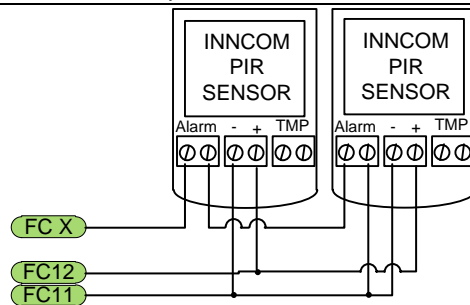 INNCOM INNCOM
PIR PIR
SENSOR SENSOR
Alarm - + TMP Alarm - + TMP
FC X
FC12
FC11